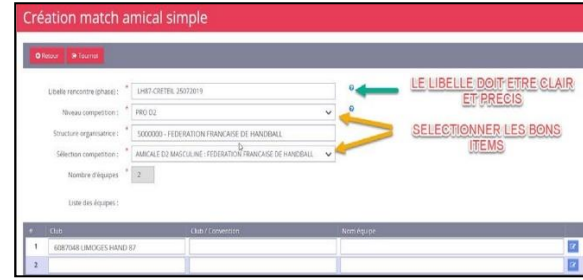 Création match amical simple
Retour Tournoi
Libelle rencontre (phase) : * LH87-CRETEIL 25072019
LE LIBELLE DOIT ETRE CLAIR
ET PRECIS
Niveau competition : * PRO D2
Structure organisatrice : * 5000000 - FEDERATION FRANCAISE DE HANDBALL
SELECTIONNER LES BONS
ITEMS
Sélection competition : * AMICALE D2 MASCULINE : FEDERATION FRANCAISE DE HANDBALL
Nombre d'équipes * 2
Liste des équipes :
# Club Club / Convention Nom équipe
1 6087048 LIMOGES HAND 87
2